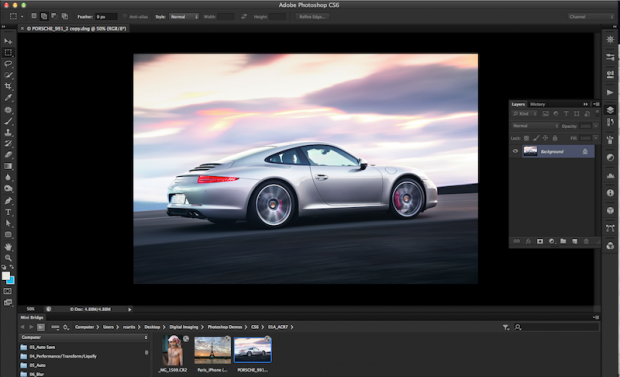 Adobe Photoshop CS6
Feather: 0 px Anti-alias Style: Normal Width: Height: Refine Edge... Channel
× © PORSCHE_991_2 copy.dng @ 50% (RGB/8*)
Layers History
Kind
Normal Opacity:
Lock: Fill:
Background
50% Doc: 4.88M/4.88M
Mini Bridge
Computer Users Desktop Digital Imaging Photoshop Demos CS6 01A_ACR7
Computer
03_Auto Save
04_Performance/Transform/Liquify
05_Auto
06_Blur
_MG_1509.CR2
Paris_iPhone (...
PORSCHE_991...